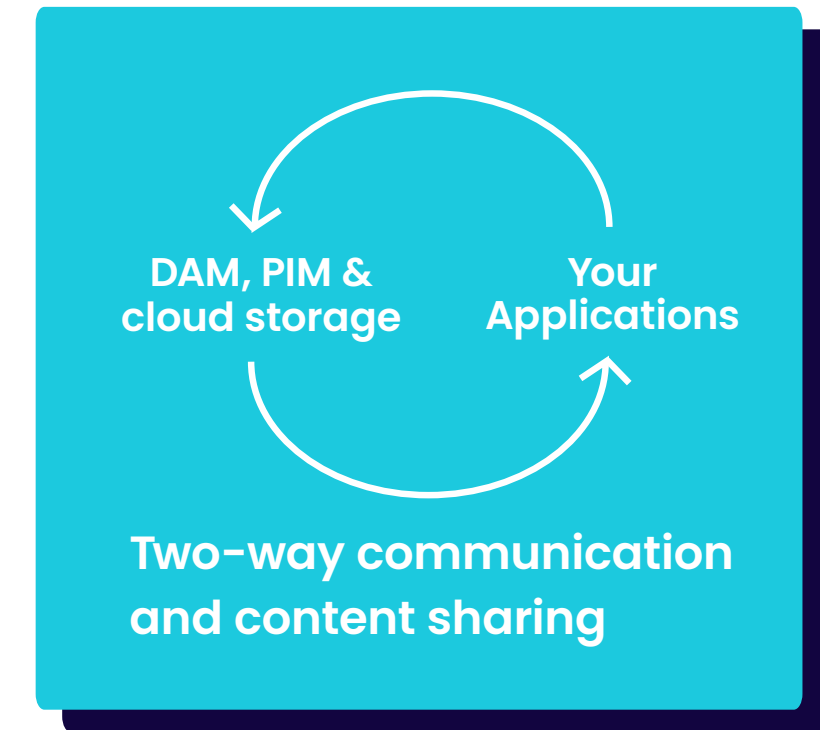 DAM, PIM &
cloud storage
Your
Applications
Two-way communication
and content sharing